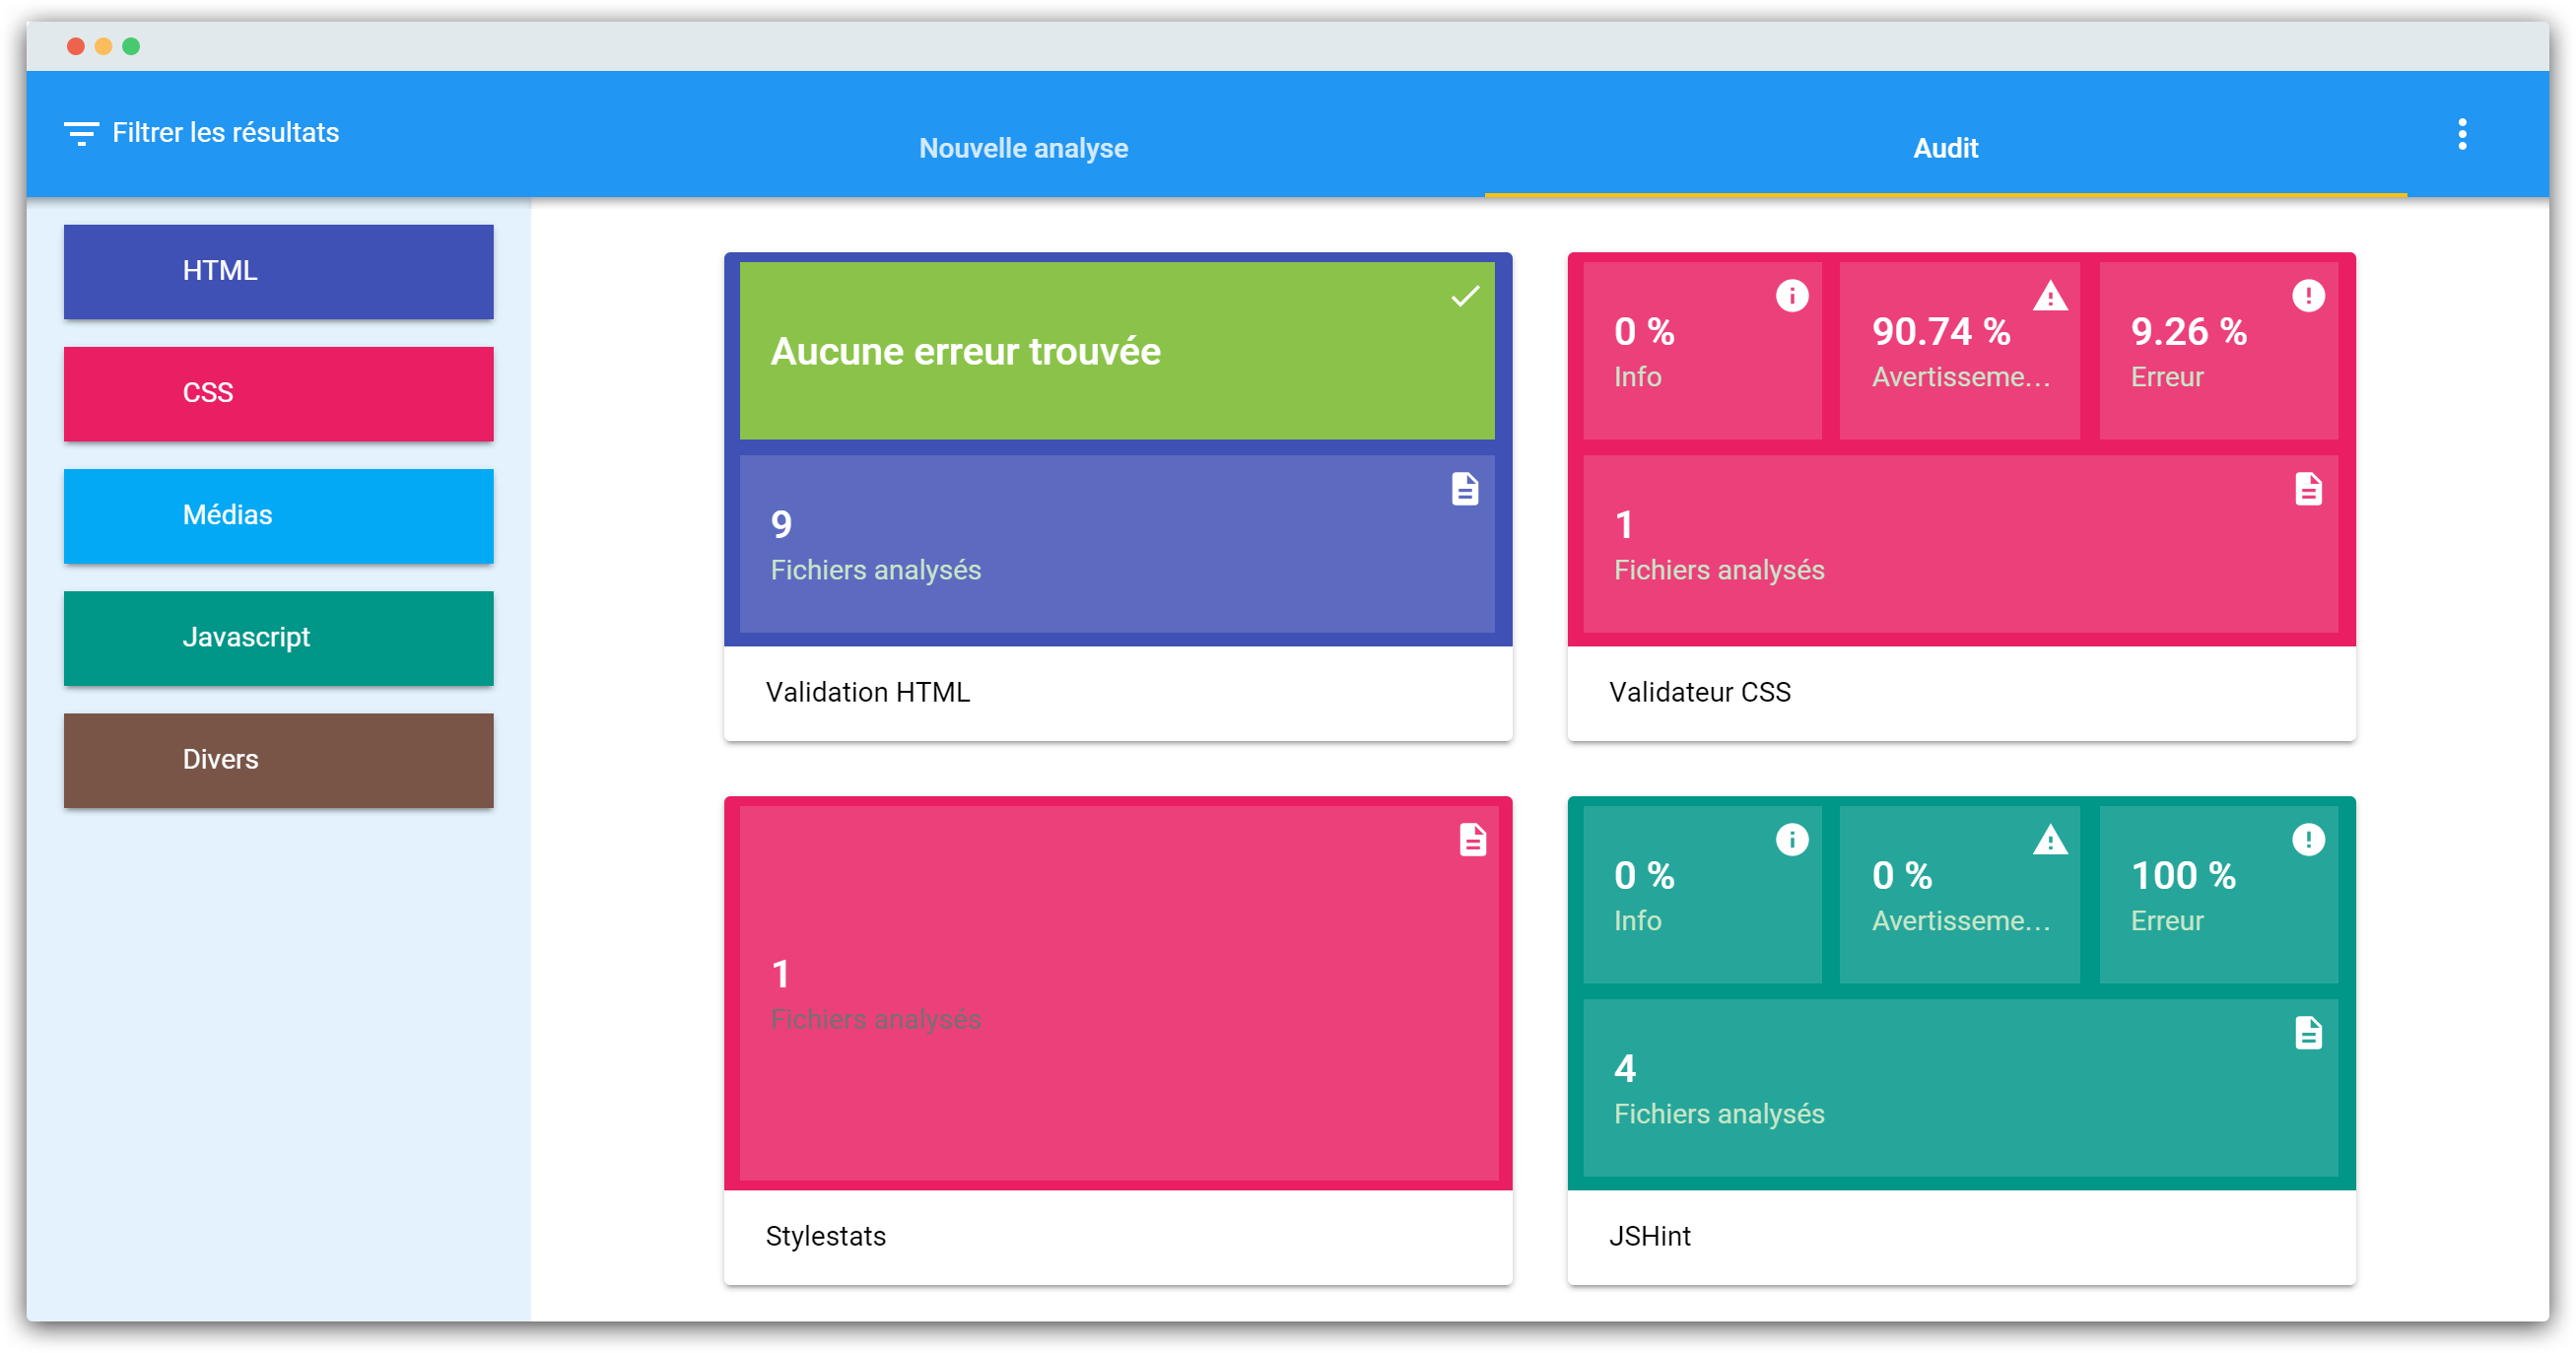 Filtrer les résultats
Nouvelle analyse
Audit
HTML
CSS
Médias
Javascript
Divers
Aucune erreur trouvée
9
Fichiers analysés
Validation HTML
0 %
Info
90.74 %
Avertisseme...
9.26 %
Erreur
1
Fichiers analysés
Validateur CSS
1
Fichiers analysés
Stylestats
0 %
Info
0 %
Avertisseme...
100 %
Erreur
4
Fichiers analysés
JSHint